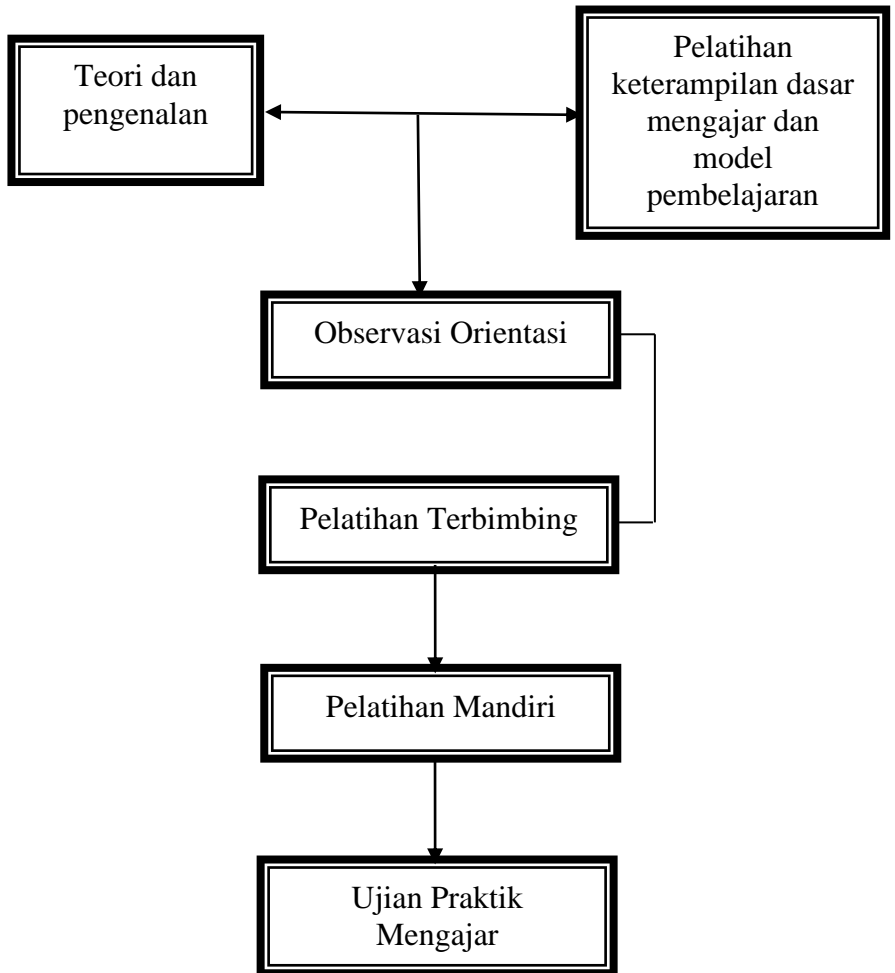 Teori dan
pengenalan
Pelatihan
keterampilan dasar
mengajar dan
model
pembelajaran
Observasi Orientasi
Pelatihan Terbimbing
Pelatihan Mandiri
Ujian Praktik
Mengajar